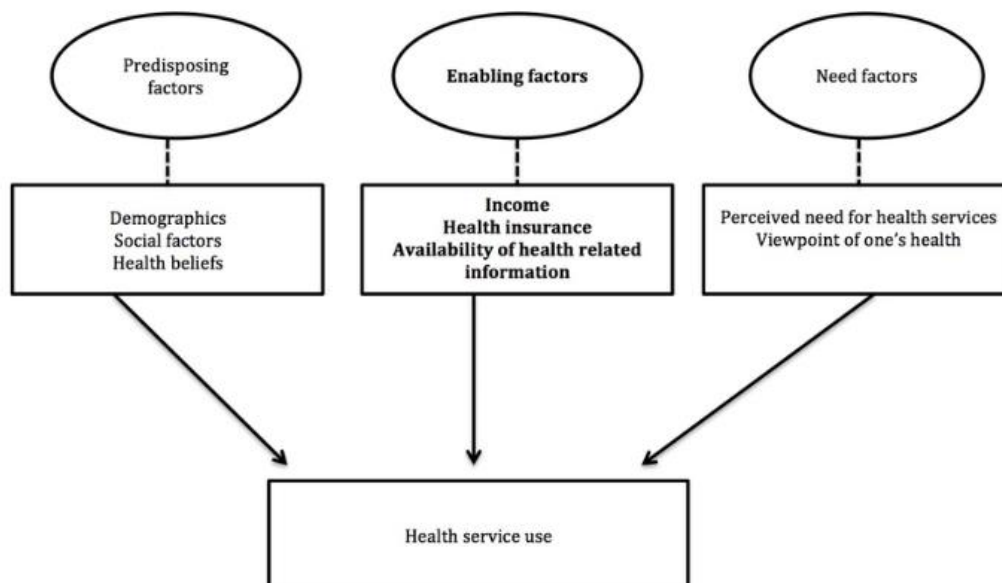 Predisposing
factors
Enabling factors
Need factors
Demographics
Social factors
Health beliefs
Income
Health insurance
Availability of health related
information
Perceived need for health services
Viewpoint of one's health
Health service use